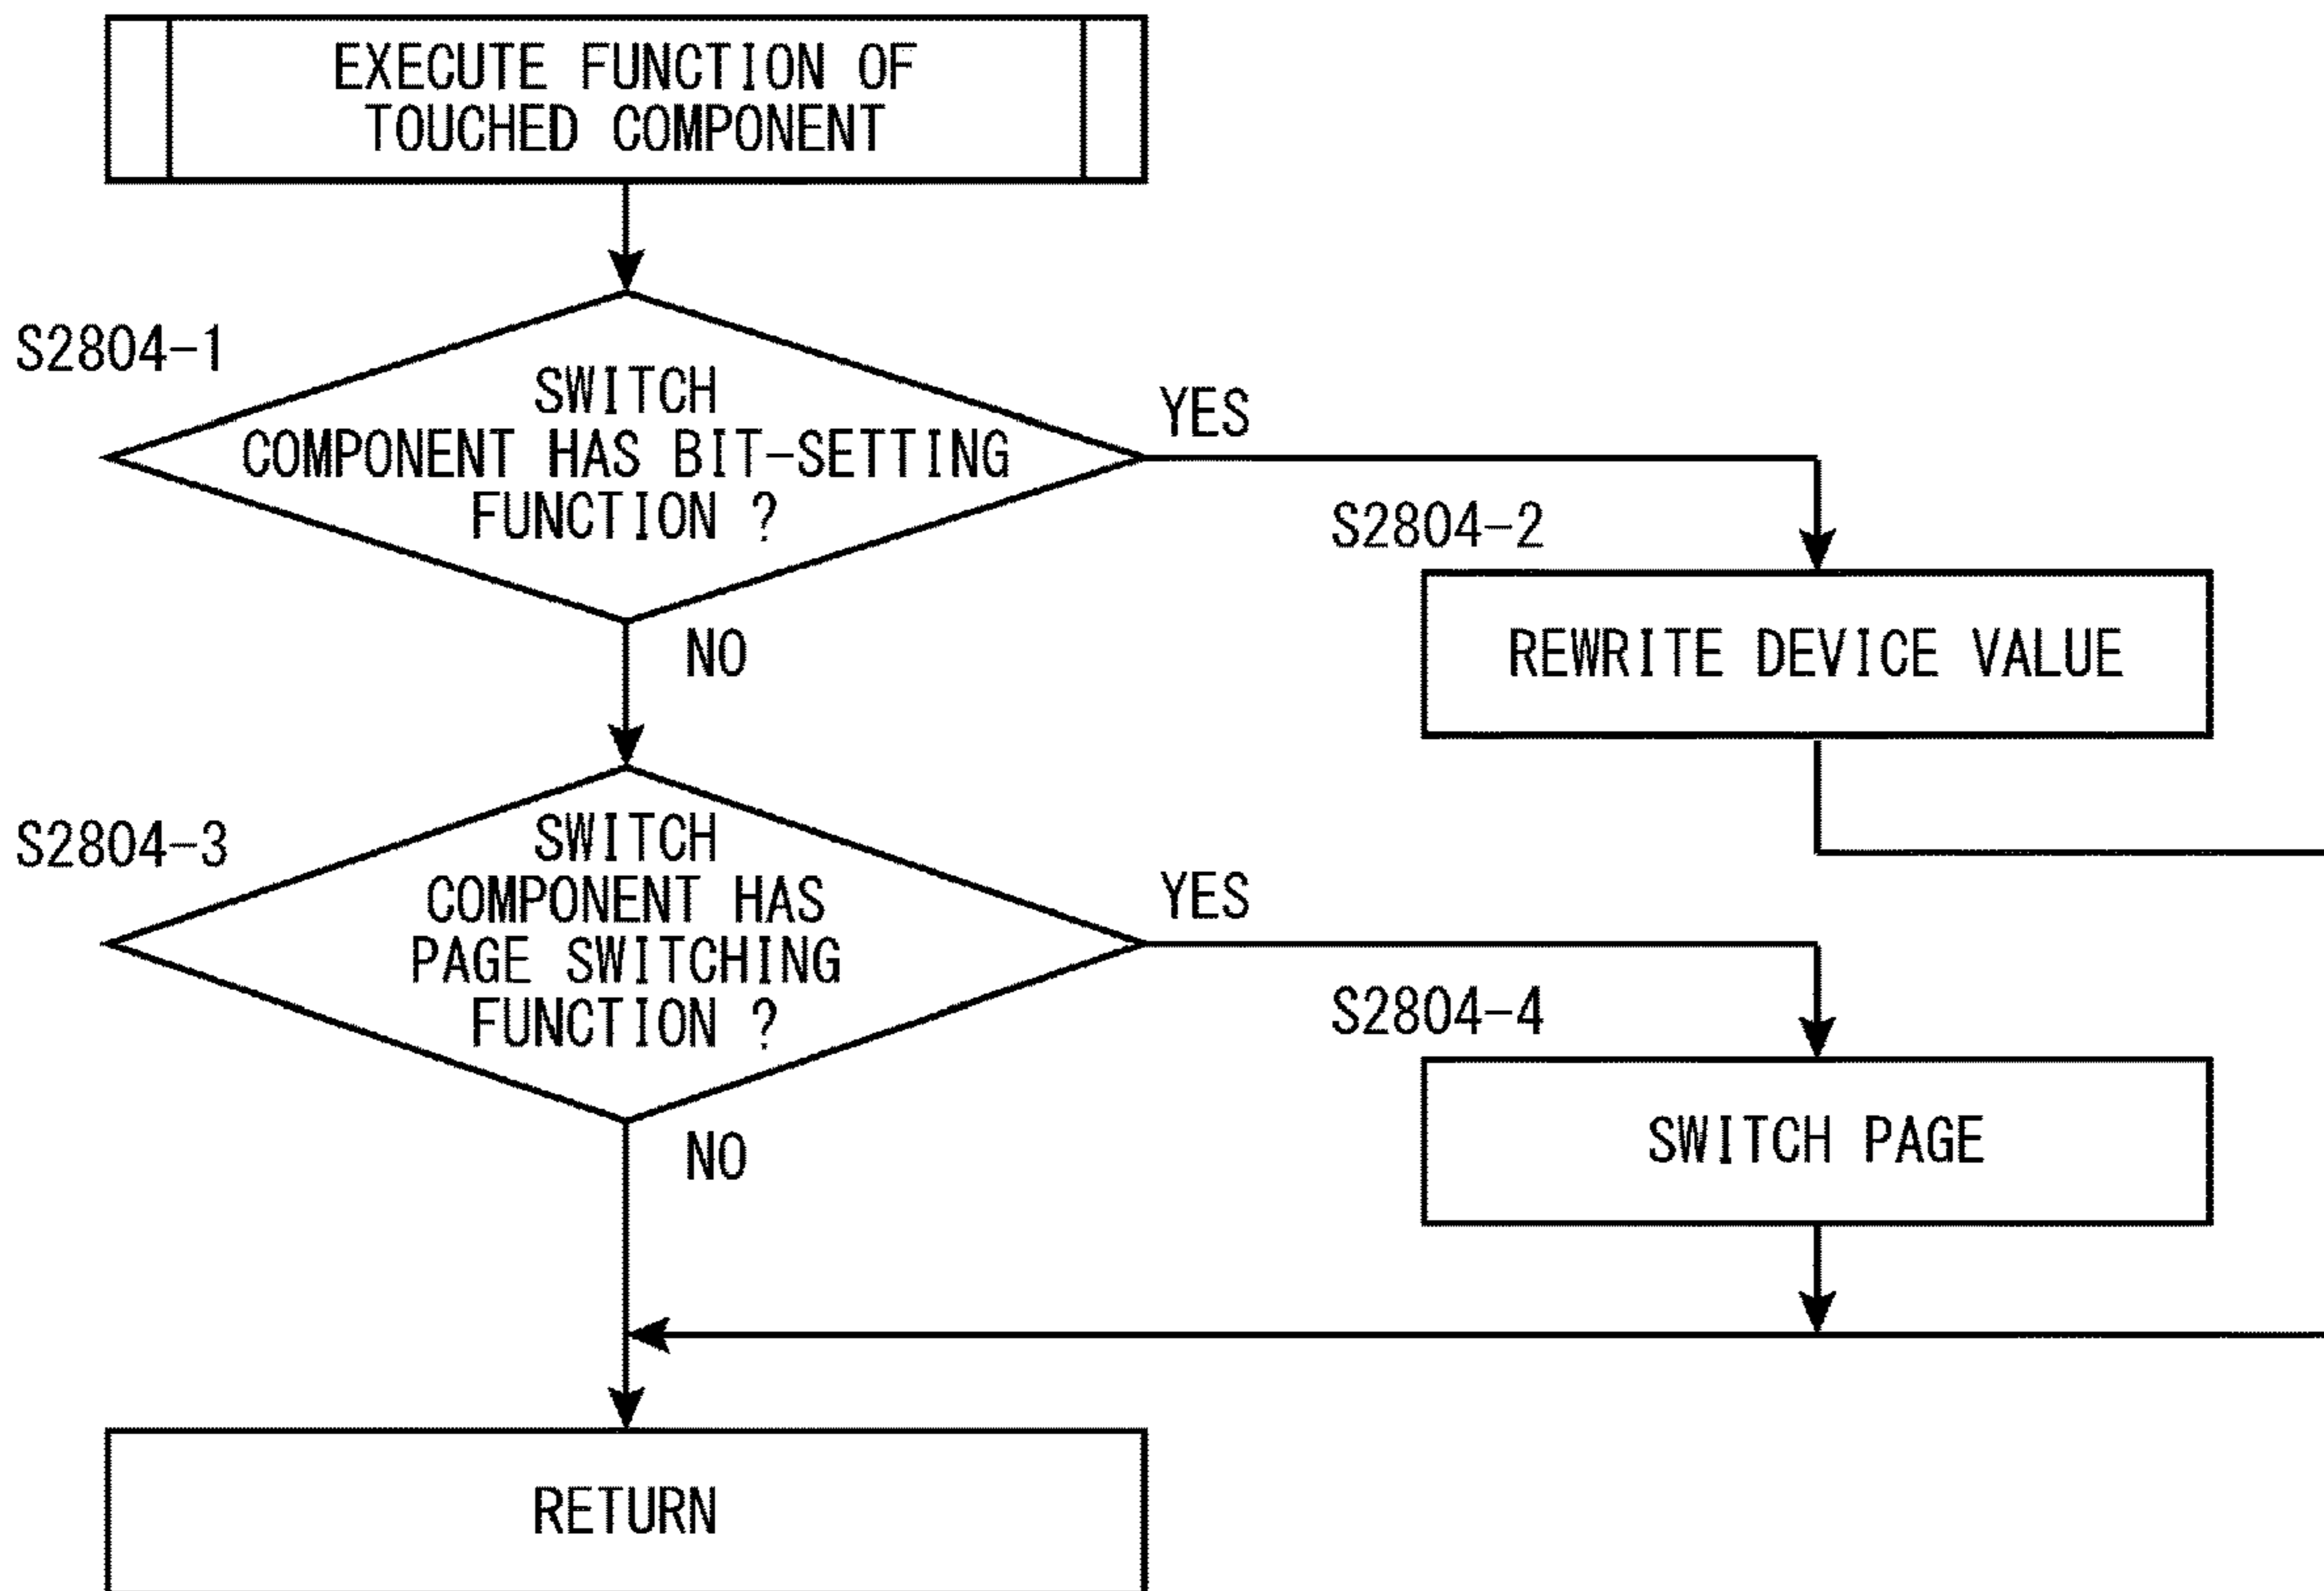 EXECUTE FUNCTION OF
TOUCHED COMPONENT
S2804-1
SWITCH
COMPONENT HAS BIT-SETTING
FUNCTION ?
YES
NO
S2804-2
REWRITE DEVICE VALUE
S2804-3
SWITCH
COMPONENT HAS
PAGE SWITCHING
FUNCTION ?
YES
NO
S2804-4
SWITCH PAGE
RETURN